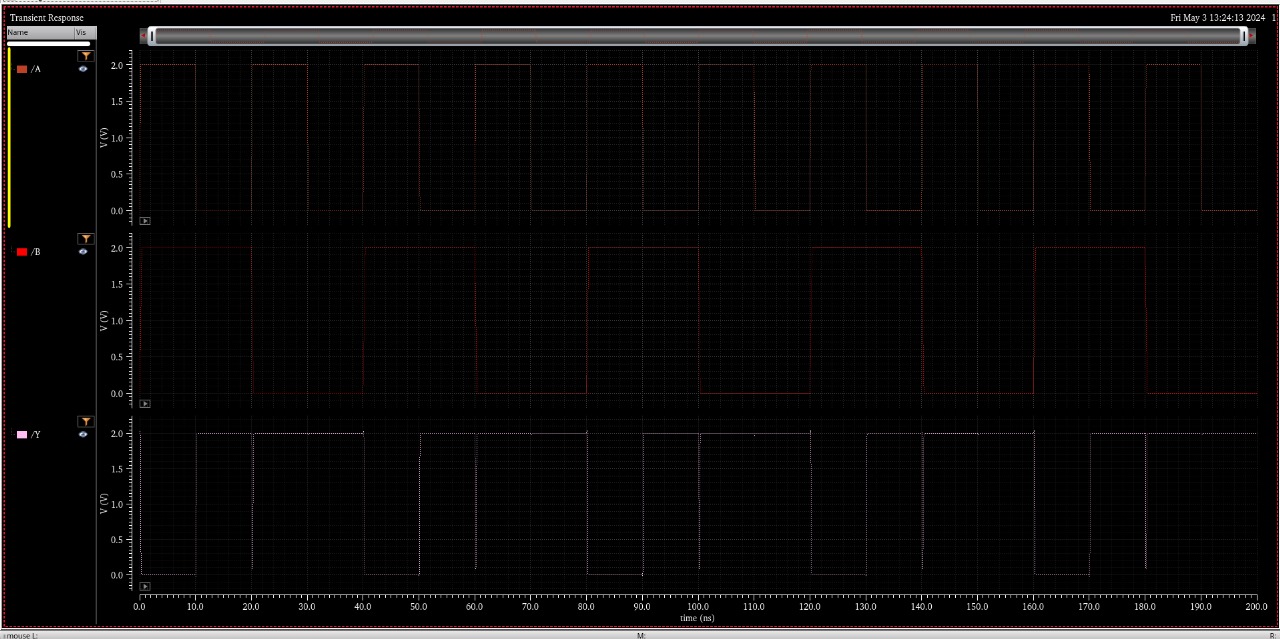 Transient Response
Fri May 3 13:24:13 2024 1
Name Vis
/A
2.0
1.5
1.0
0.5
0.0
V (V)
/B
2.0
1.5
1.0
0.5
0.0
V (V)
/Y
2.0
1.5
1.0
0.5
0.0
V (V)
0.0 10.0 20.0 30.0 40.0 50.0 60.0 70.0 80.0 90.0 100.0 110.0 120.0 130.0 140.0 150.0 160.0 170.0 180.0 190.0 200.0
time (ns)
mouse L: M: R: